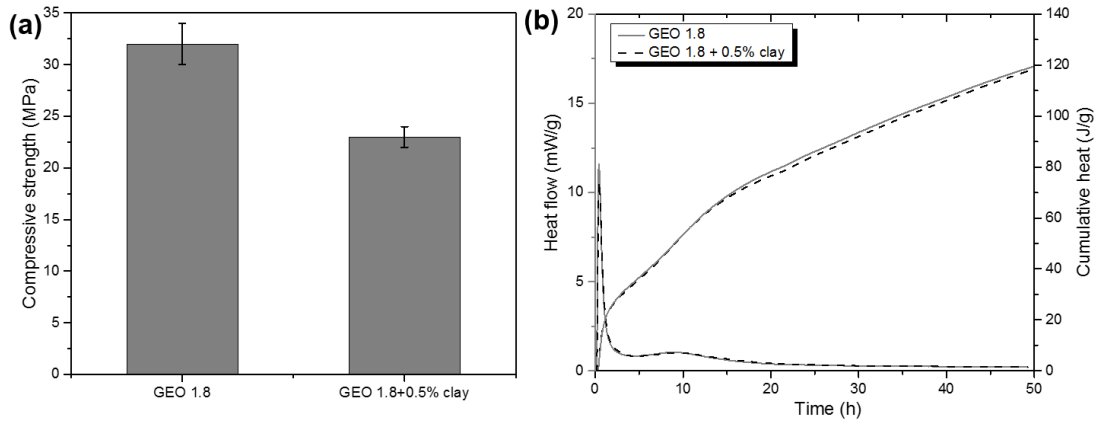 (a)
Compressive strength (MPa)
35
30
25
20
15
10
5
0
GEO 1.8
GEO 1.8+0.5% clay
(b)
Heat flow (mW/g)
20
15
10
5
0
GEO 1.8
GEO 1.8 + 0.5% clay
140
120
100
80
60
40
20
0
Cumulative heat (J/g)
0 10 20 30 40 50
Time (h)